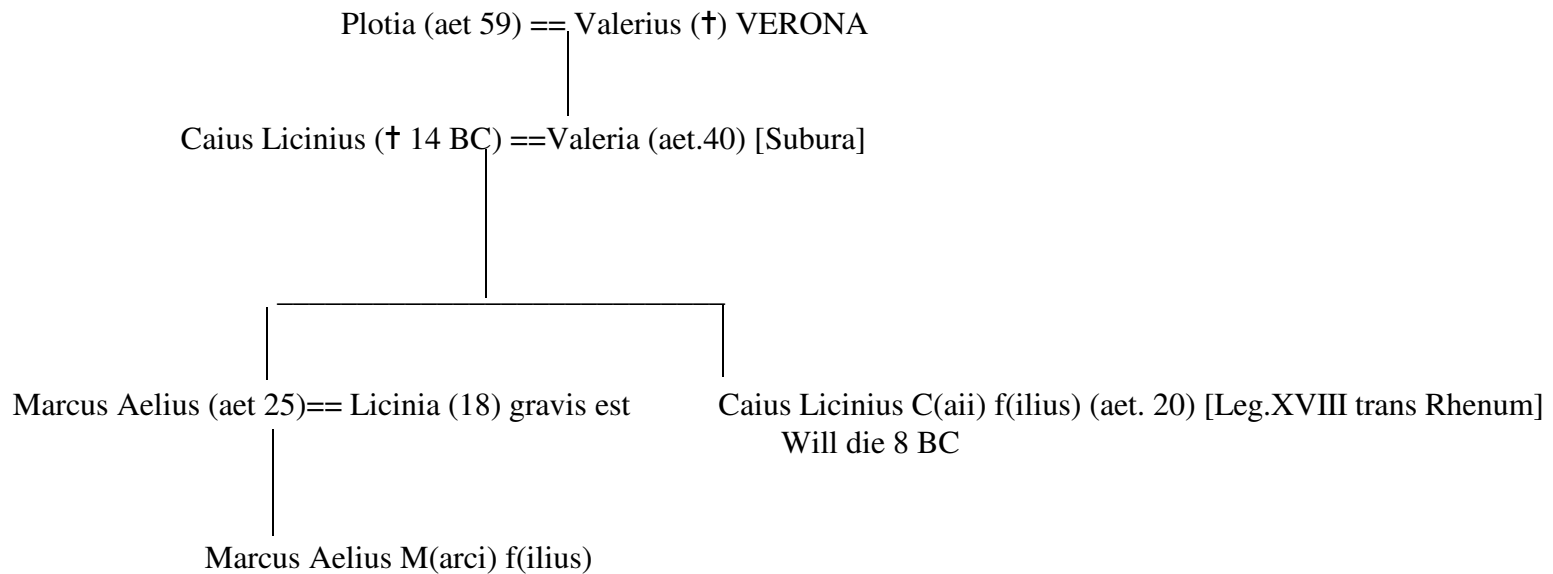 Plotia (aet 59) == Valerius (✝) VERONA
Caius Licinius (✝ 14 BC) ==Valeria (aet.40) [Subura]
Marcus Aelius (aet 25)== Licinia (18) gravis est Caius Licinius C(aii) f(ilius) (aet. 20) [Leg.XVIII trans Rhenum]
Will die 8 BC
Marcus Aelius M(arci) f(ilius)